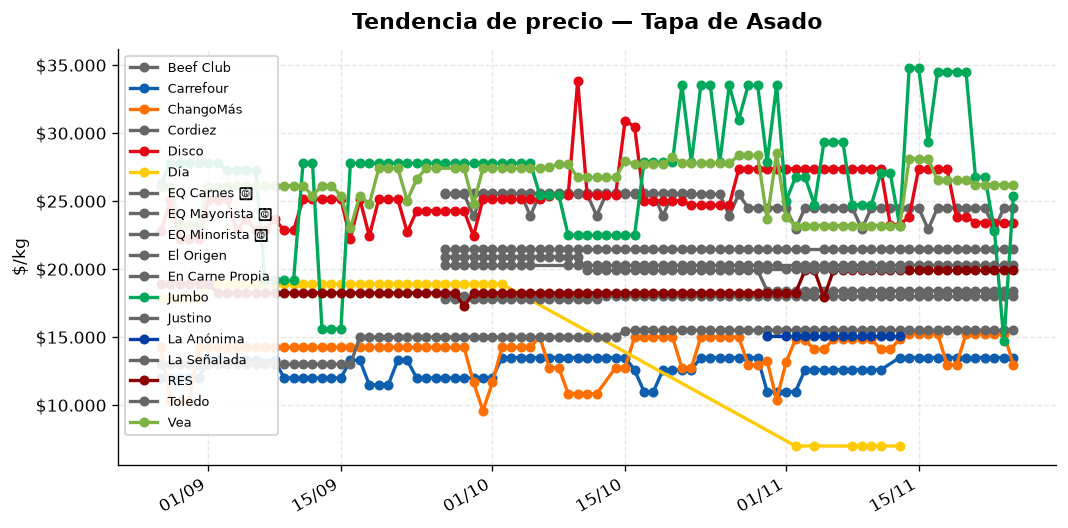 Tendencia de precio — Tapa de Asado
$/kg
$35.000
$30.000
$25.000
$20.000
$15.000
$10.000
Beef Club
Carrefour
ChangoMás
Cordiez
Disco
Día
EQ Carnes
EQ Mayorista
EQ Minorista
El Origen
En Carne Propia
Jumbo
Justino
La Anónima
La Señalada
RES
Toledo
Vea
01/09
15/09
01/10
15/10
01/11
15/11